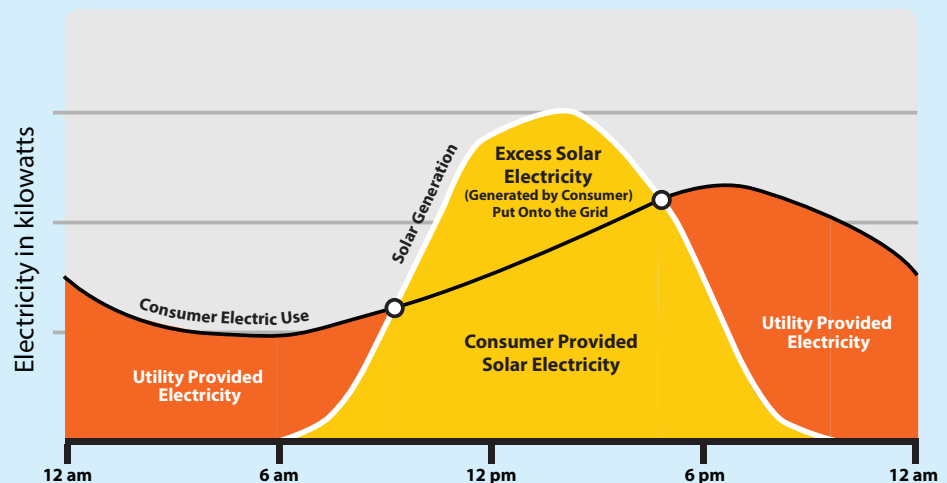 Electricity in kilowatts
Solar Generation
Excess Solar
Electricity
(Generated by Consumer)
Put Onto the Grid
Consumer Electric Use
Consumer Provided
Solar Electricity
Utility Provided
Electricity
Utility Provided
Electricity
12 am
6 am
12 pm
6 pm
12 am